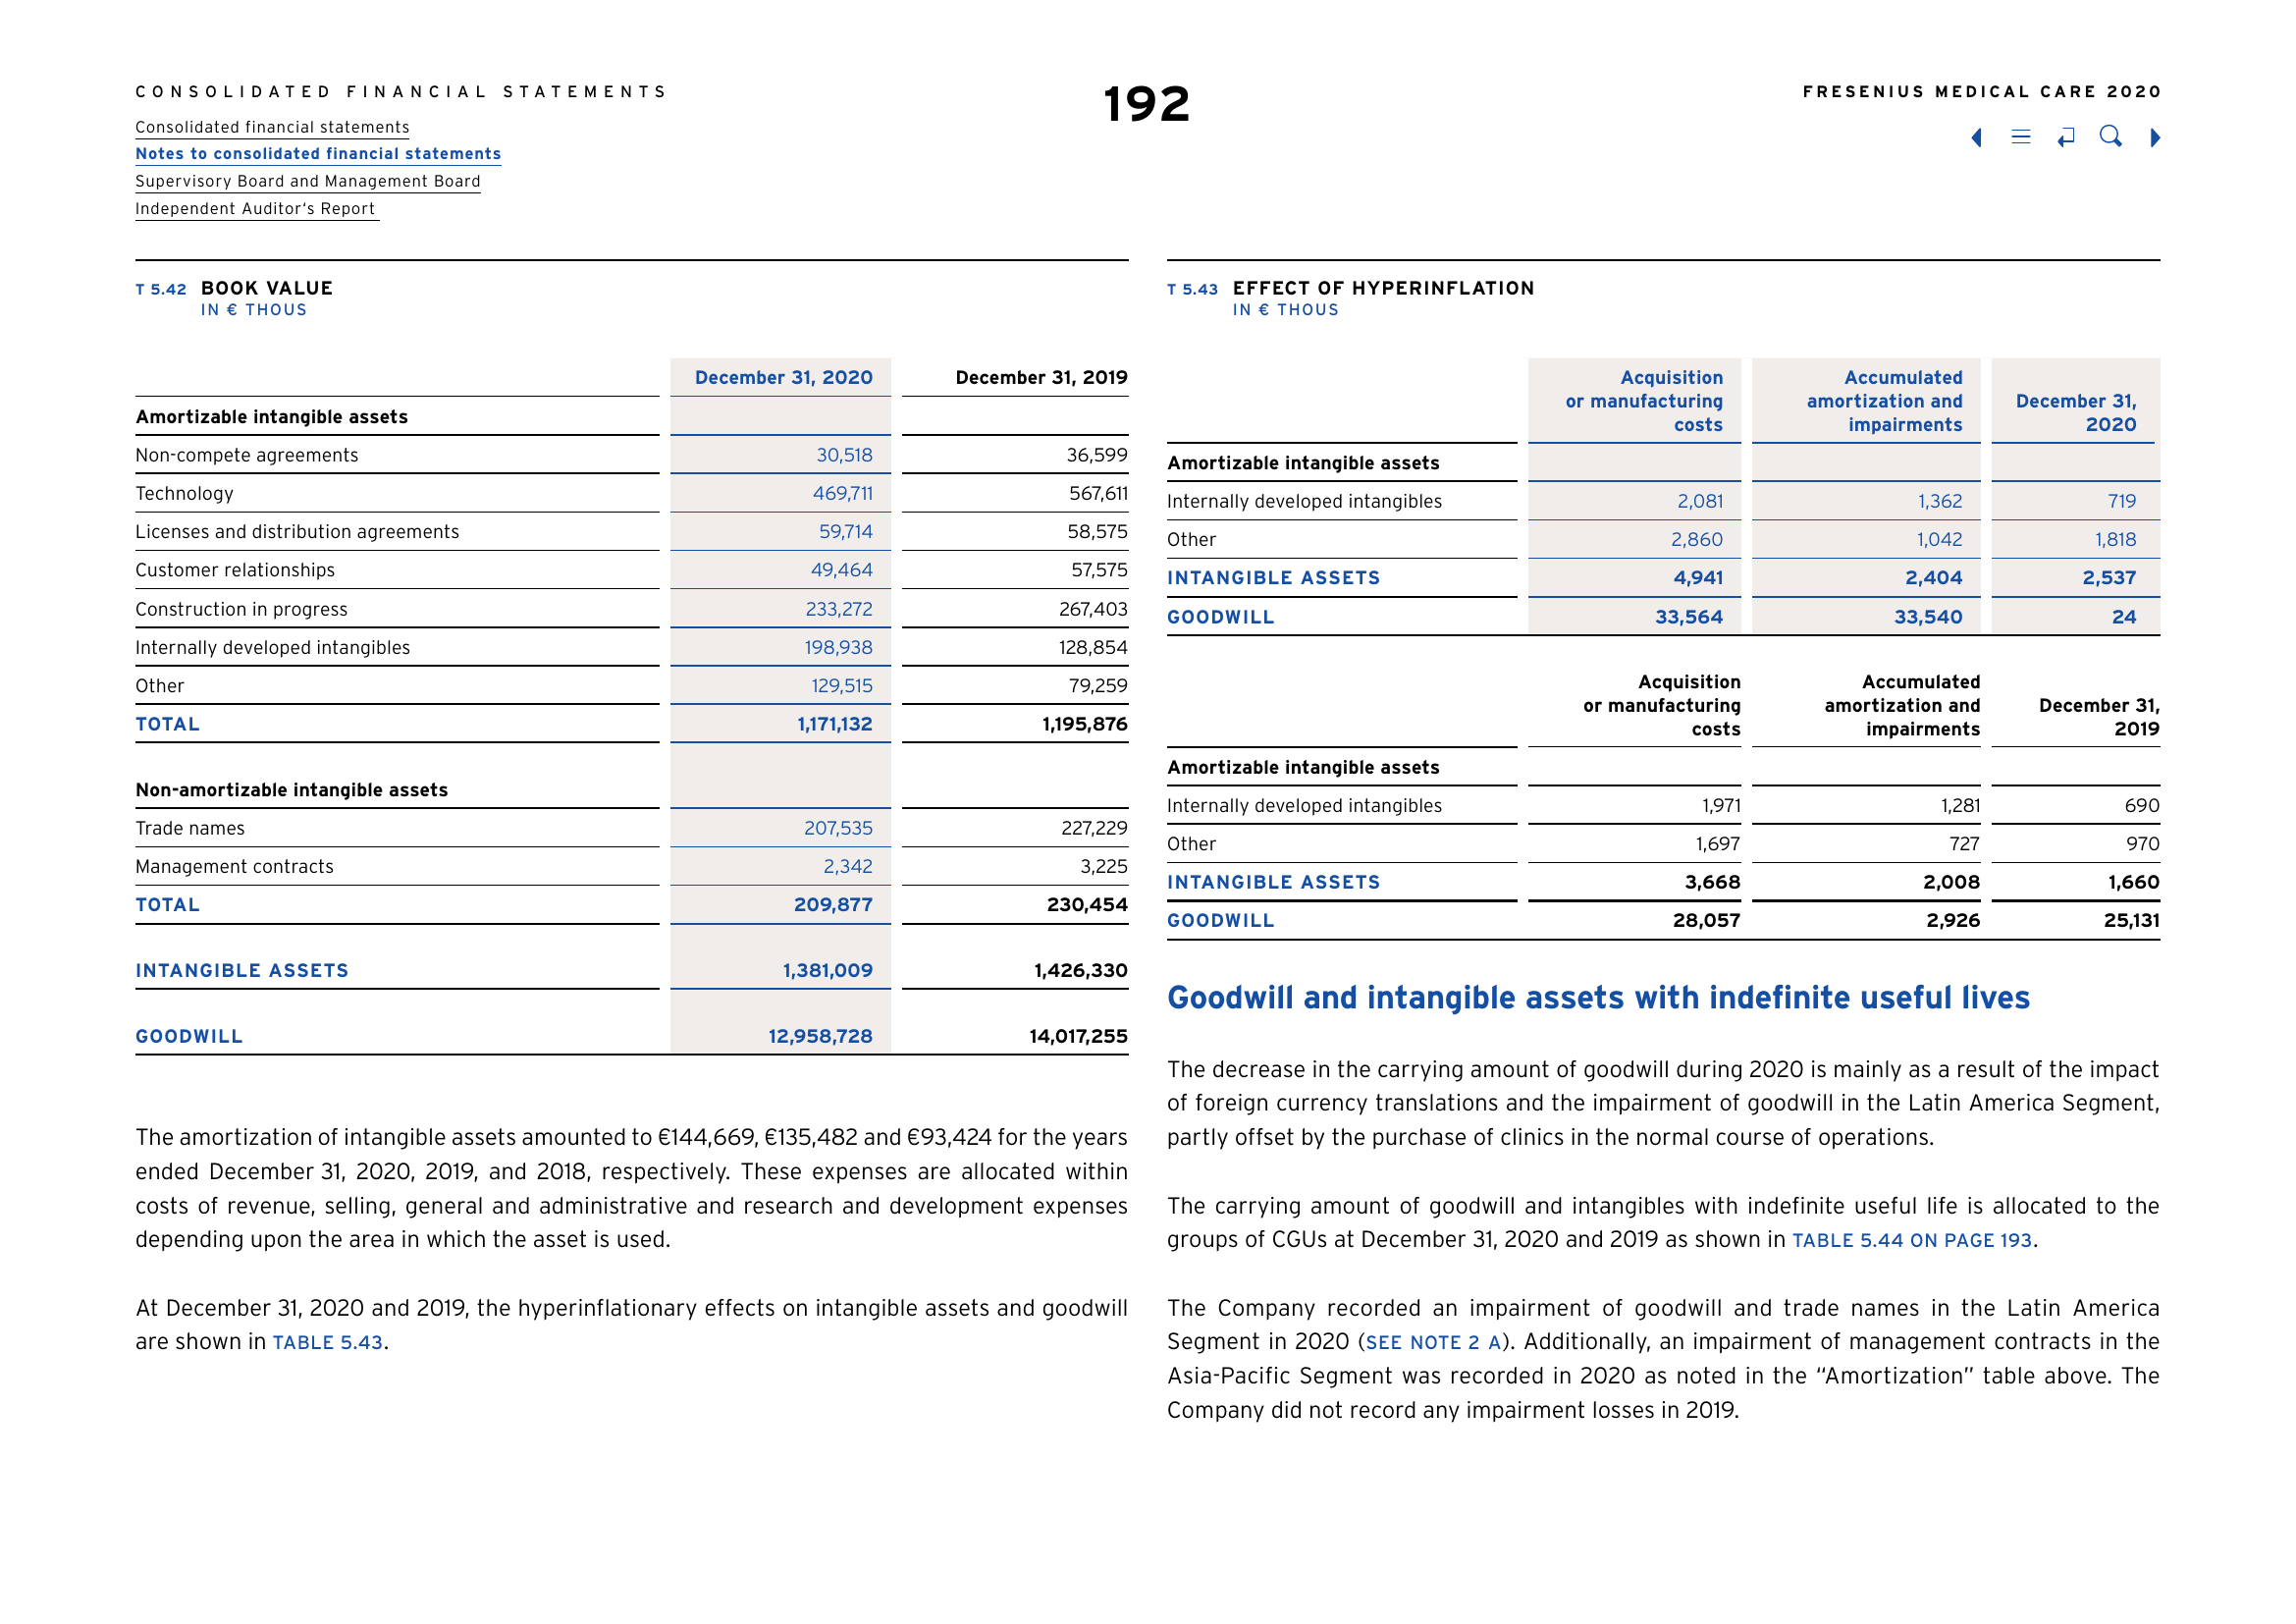 CONSOLIDATED FINANCIAL STATEMENTS
192
FRESENIUS MEDICAL CARE 2020
Consolidated financial statements
Notes to consolidated financial statements
Supervisory Board and Management Board
Independent Auditor‘s Report
T 5.42 BOOK VALUE
IN € THOUS
December 31, 2020 December 31, 2019
Amortizable intangible assets
Non-compete agreements 30,518 36,599
Technology 469,711 567,611
Licenses and distribution agreements 59,714 58,575
Customer relationships 49,464 57,575
Construction in progress 233,272 267,403
Internally developed intangibles 198,938 128,854
Other 129,515 79,259
TOTAL 1,171,132 1,195,876
Non-amortizable intangible assets
Trade names 207,535 227,229
Management contracts 2,342 3,225
TOTAL 209,877 230,454
INTANGIBLE ASSETS 1,381,009 1,426,330
GOODWILL 12,958,728 14,017,255
The amortization of intangible assets amounted to €144,669, €135,482 and €93,424 for the years
ended December 31, 2020, 2019, and 2018, respectively. These expenses are allocated within
costs of revenue, selling, general and administrative and research and development expenses
depending upon the area in which the asset is used.
At December 31, 2020 and 2019, the hyperinflationary effects on intangible assets and goodwill
are shown in TABLE 5.43.
T 5.43 EFFECT OF HYPERINFLATION
IN € THOUS
Acquisition Accumulated
or manufacturing amortization and December 31,
costs impairments 2020
Amortizable intangible assets
Internally developed intangibles 2,081 1,362 719
Other 2,860 1,042 1,818
INTANGIBLE ASSETS 4,941 2,404 2,537
GOODWILL 33,564 33,540 24
Acquisition Accumulated
or manufacturing amortization and December 31,
costs impairments 2019
Amortizable intangible assets
Internally developed intangibles 1,971 1,281 690
Other 1,697 727 970
INTANGIBLE ASSETS 3,668 2,008 1,660
GOODWILL 28,057 2,926 25,131
Goodwill and intangible assets with indefinite useful lives
The decrease in the carrying amount of goodwill during 2020 is mainly as a result of the impact
of foreign currency translations and the impairment of goodwill in the Latin America Segment,
partly offset by the purchase of clinics in the normal course of operations.
The carrying amount of goodwill and intangibles with indefinite useful life is allocated to the
groups of CGUs at December 31, 2020 and 2019 as shown in TABLE 5.44 ON PAGE 193.
The Company recorded an impairment of goodwill and trade names in the Latin America
Segment in 2020 (SEE NOTE 2 A). Additionally, an impairment of management contracts in the
Asia-Pacific Segment was recorded in 2020 as noted in the “Amortization” table above. The
Company did not record any impairment losses in 2019.